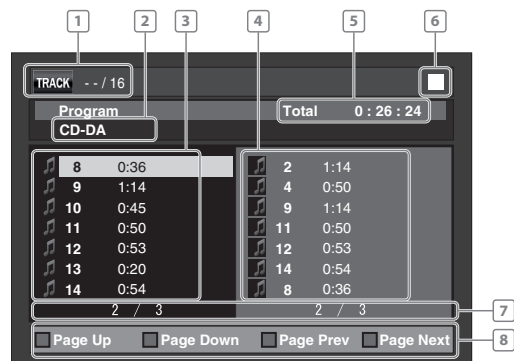 1 2 3 4 5 6
TRACK - - / 16
Program Total 0 : 26 : 24
CD-DA
8 0:36 2 1:14
9 1:14 4 0:50
10 0:45 9 1:14
11 0:50 11 0:50
12 0:53 12 0:53
13 0:20 14 0:54
14 0:54 8 0:36
2 / 3 2 / 3 7
Page Up Page Down Page Prev Page Next 8